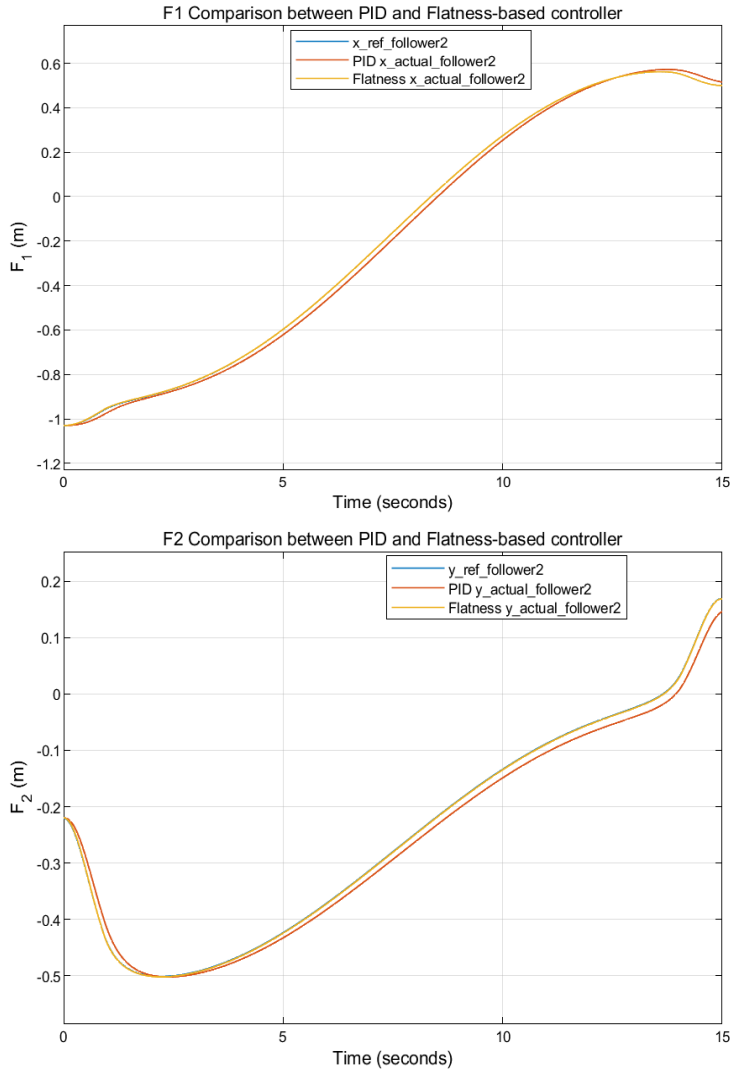 F1 Comparison between PID and Flatness-based controller
x_ref_follower2
PID x_actual_follower2
Flatness x_actual_follower2
0.6
0.4
0.2
0
-0.2
-0.4
-0.6
-0.8
-1
-1.2
F1 (m)
0 5 10 15
Time (seconds)
F2 Comparison between PID and Flatness-based controller
y_ref_follower2
PID y_actual_follower2
Flatness y_actual_follower2
0.2
0.1
0
-0.1
-0.2
-0.3
-0.4
-0.5
F2 (m)
0 5 10 15
Time (seconds)